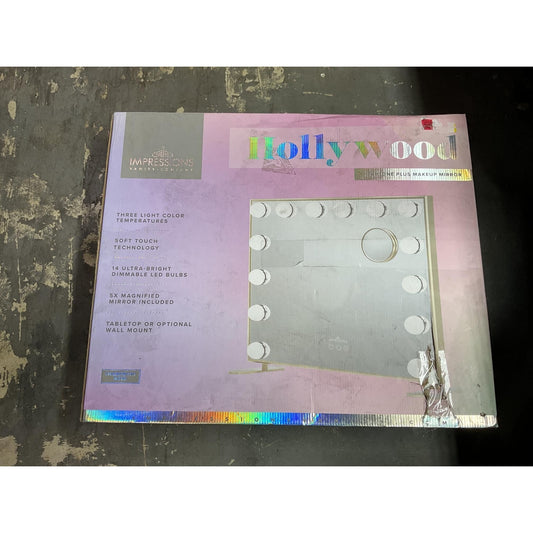 IMPRESSIONS
VANITY · COMPANY
Hollywood
PLUS MAKEUP MIRROR
THREE LIGHT COLOR
TEMPERATURES
SOFT TOUCH
TECHNOLOGY
14 ULTRA-BRIGHT
DIMMABLE LED BULBS
5X MAGNIFIED
MIRROR INCLUDED
TABLETOP OR OPTIONAL
WALL MOUNT